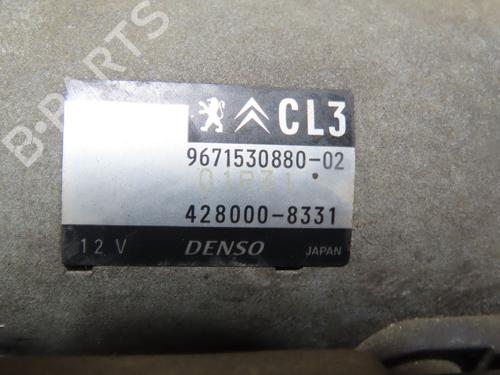 B-PARTS
CL3
9671530880-02
428000-8331
12 V
DENSO
JAPAN